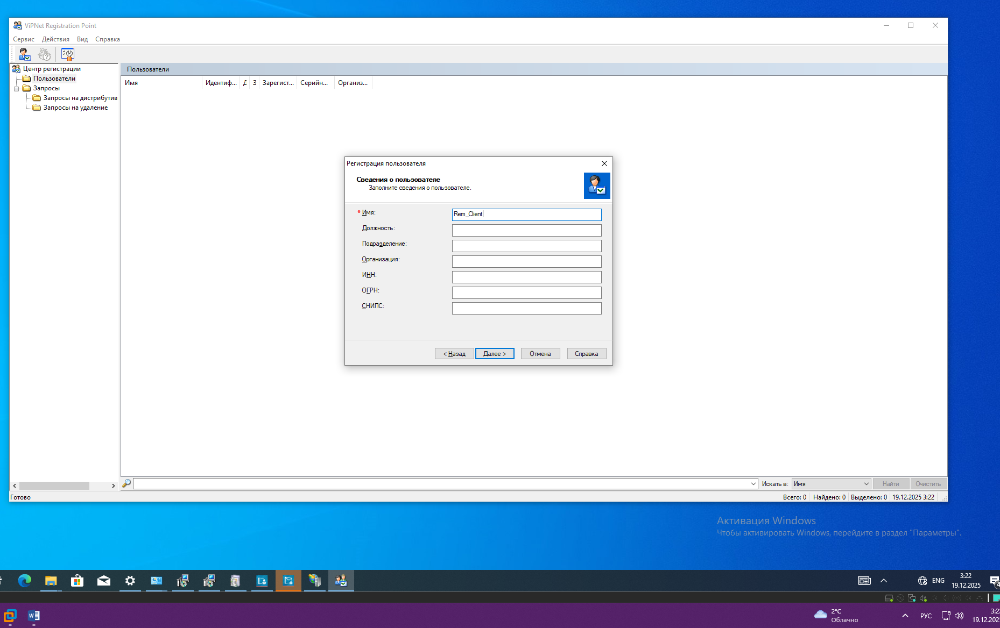 ViPNet Registration Point
Сервис Действия Вид Справка
Центр регистрации
Пользователи
Запросы
Запросы на дистрибутив
Запросы на удаление
Пользователи
Имя Идентиф... Д З Зарегист... Серийн... Организ...
Регистрация пользователя
Сведения о пользователе
Заполните сведения о пользователе.
* Имя: Rem_Client
Должность:
Подразделение:
Организация:
ИНН:
ОГРН:
СНИЛС:
< Назад Далее > Отмена Справка
Искать в: Имя Найти Очистить
Готово Всего: 0 Найдено: 0 Выделено: 0 19.12.2025 3:22
Активация Windows
Чтобы активировать Windows, перейдите в раздел "Параметры".
ENG 3:22
19.12.2025
4
2°C
Облачно
РУС 3:22
19.12.202